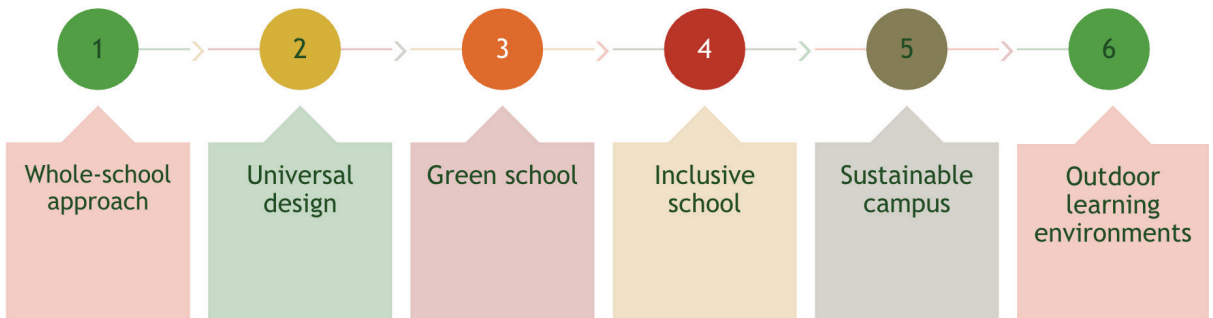 1
2
3
4
5
6
Whole-school
approach
Universal
design
Green school
Inclusive
school
Sustainable
campus
Outdoor
learning
environments